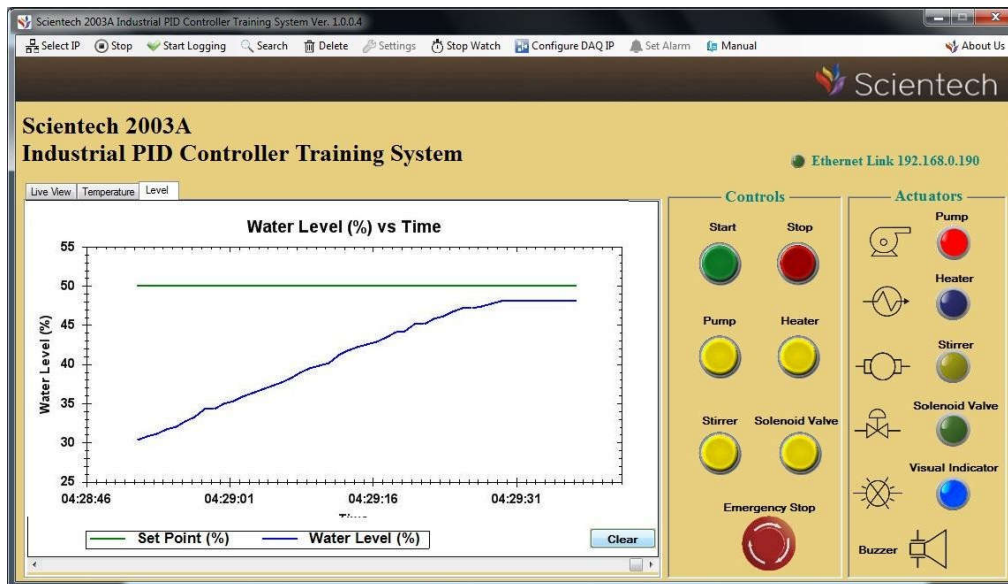 Scientech 2003A Industrial PID Controller Training System Ver. 1.0.0.4
Select IP Stop Start Logging Search Delete Settings Stop Watch Configure DAQ IP Set Alarm Manual About Us
Scientech
Scientech 2003A
Industrial PID Controller Training System
Ethernet Link 192.168.0.190
Live View Temperature Level
Water Level (%) vs Time
Water Level (%)
55
50
45
40
35
30
25
04:28:46 04:29:01 04:29:16 04:29:31
Time
Set Point (%) Water Level (%)
Clear
Controls
Start Stop
Pump Heater
Stirrer Solenoid Valve
Emergency Stop
Actuators
Pump
Heater
Stirrer
Solenoid Valve
Visual Indicator
Buzzer